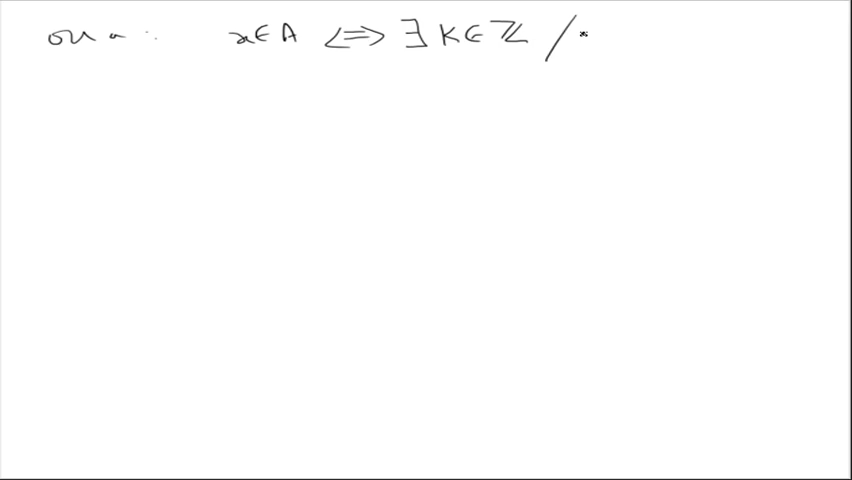 on a : x ∈ A ⟺ ∃ K ∈ ℤ /